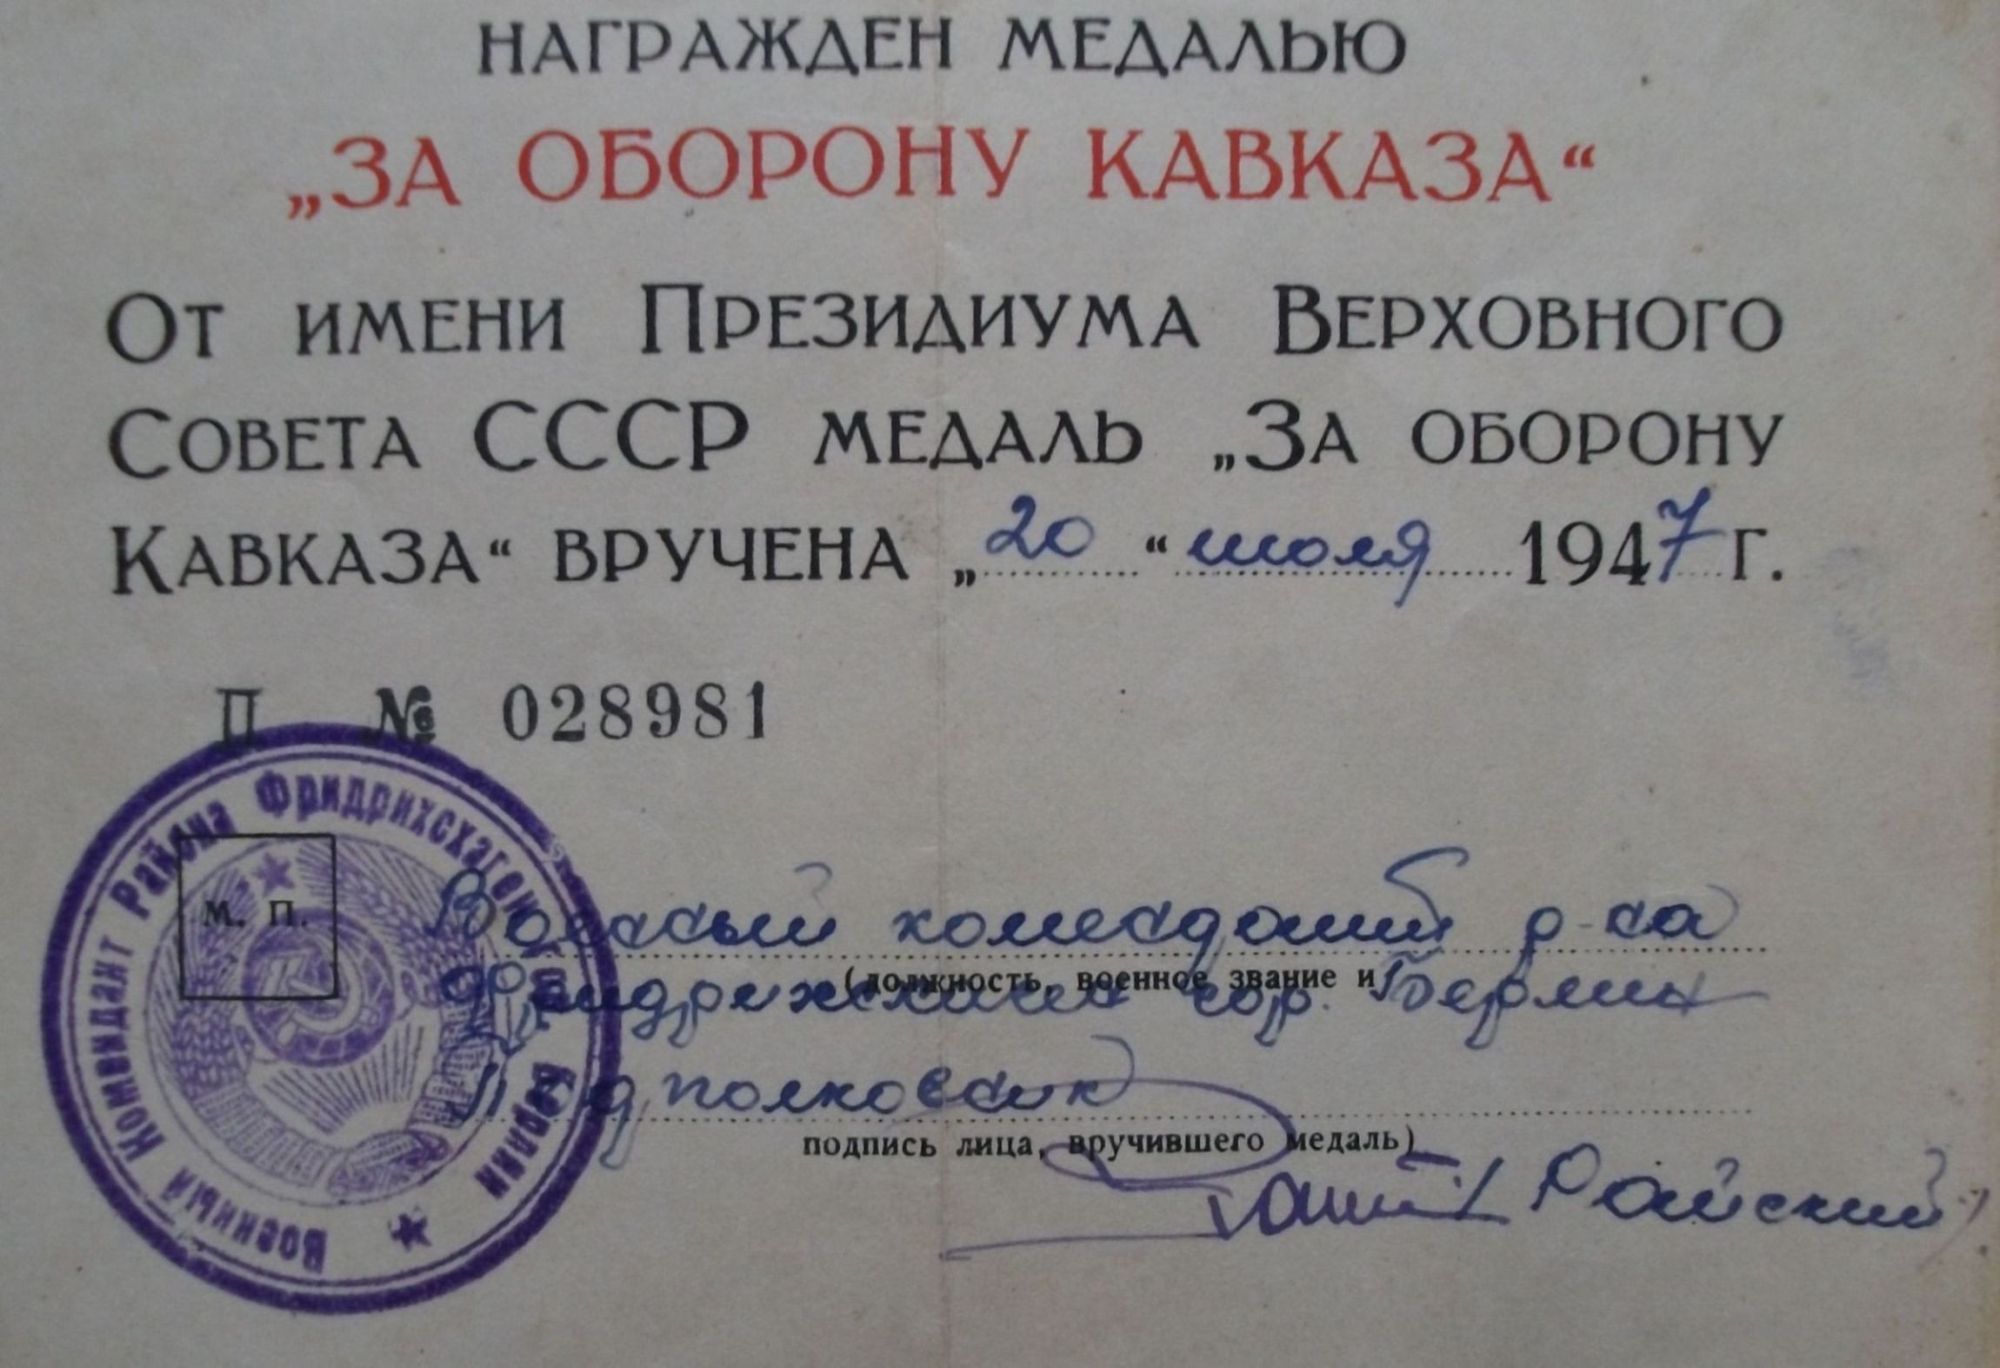 НАГРАЖДЕН МЕДАЛЬЮ
„ЗА ОБОРОНУ КАВКАЗА“
ОТ ИМЕНИ ПРЕЗИДИУМА ВЕРХОВНОГО
СОВЕТА СССР МЕДАЛЬ „ЗА ОБОРОНУ
КАВКАЗА“ ВРУЧЕНА „20“ июля 1947 г.
П № 028981
Военный Комендант Района Фридрихсхаген гор. Берлин
М. П.
Военный комендант р-на
(должность, военное звание и
Фридрихсхаген гор. Берлин
Подполковник
подпись лица, вручившего медаль)
Райский